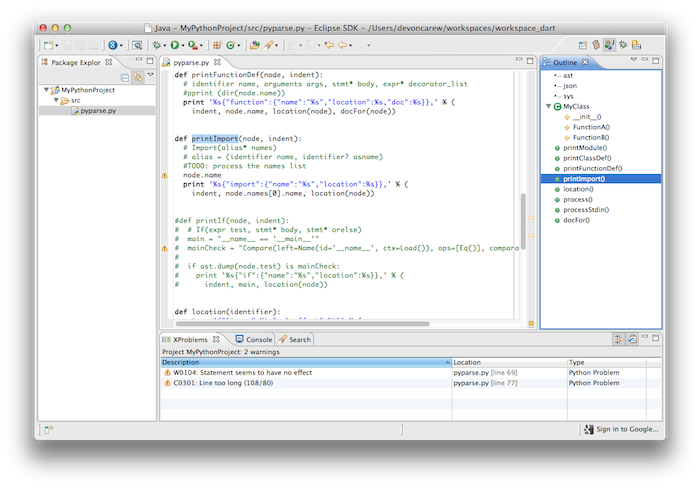 Java - MyPythonProject/src/pyparse.py - Eclipse SDK - /Users/devoncarew/workspaces/workspace_dart
Package Explor
MyPythonProject
src
pyparse.py
pyparse.py
def printFunctionDef(node, indent):
# identifier name, arguments args, stmt* body, expr* decorator_list
#pprint (dir(node.name))
print '%s{"function":{"name":"%s","location":%s,"doc":%s}},' % (
indent, node.name, location(node), docFor(node))
def printImport(node, indent):
# Import(alias* names)
# alias = (identifier name, identifier? asname)
#TODO: process the names list
node.name
print '%s{"import":{"name":"%s","location":%s}},' % (
indent, node.names[0].name, location(node))
#def printIf(node, indent):
#  # If(expr test, stmt* body, stmt* orelse)
#  main = "__name__ == '__main__'"
#  mainCheck = "Compare(left=Name(id='__name__', ctx=Load()), ops=[Eq()], compara
#
#  if ast.dump(node.test) is mainCheck:
#    print '%s{"if":{"name":"%s","location":%s}},' % (
#      indent, main, location(node))
def location(identifier):
Outline
ast
json
sys
MyClass
__init__()
FunctionA()
FunctionB()
printModule()
printClassDef()
printFunctionDef()
printImport()
location()
process()
processStdin()
docFor()
XProblems
Console
Search
Project MyPythonProject: 2 warnings
Description Location Type
W0104: Statement seems to have no effect pyparse.py [line 69] Python Problem
C0301: Line too long (108/80) pyparse.py [line 77] Python Problem
Sign in to Google...